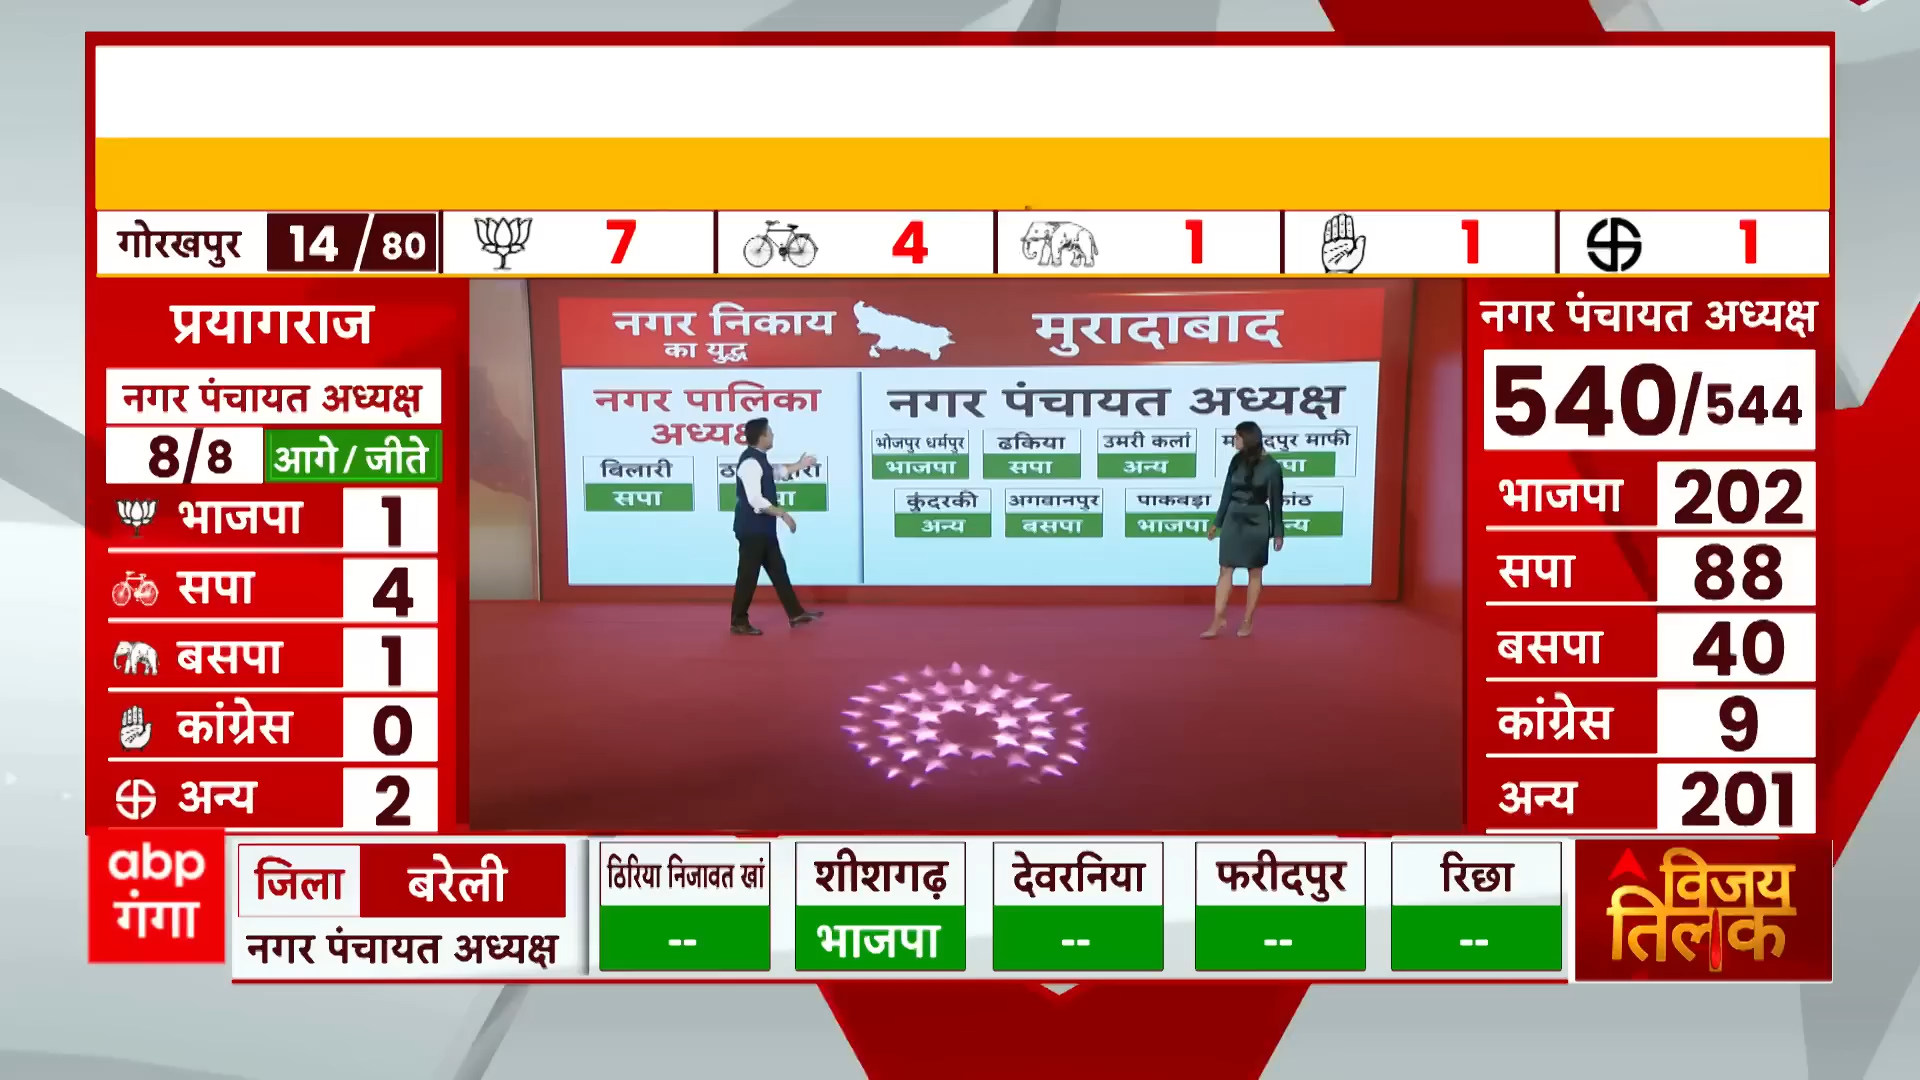 गोरखपुर 14/80 7 4 1 1 1
प्रयागराज
नगर पंचायत अध्यक्ष
8/8 आगे/जीते
भाजपा 1
सपा 4
बसपा 1
कांग्रेस 0
अन्य 2
नगर निकाय
का युद्ध
मुरादाबाद
नगर पालिका
अध्यक्ष
बिलारी
सपा
नगर पंचायत अध्यक्ष
भोजपुर धर्मपुर ढकिया उमरी कलां माफी
भाजपा सपा अन्य
कुंदरकी अगवानपुर पाकबड़ा
अन्य बसपा भाजपा
नगर पंचायत अध्यक्ष
540/544
भाजपा 202
सपा 88
बसपा 40
कांग्रेस 9
अन्य 201
abp
गंगा
जिला बरेली
नगर पंचायत अध्यक्ष
ठिरिया निजावत खां शीशगढ़ देवरनिया फरीदपुर रिछा
-- भाजपा -- -- --
विजय
तिलक